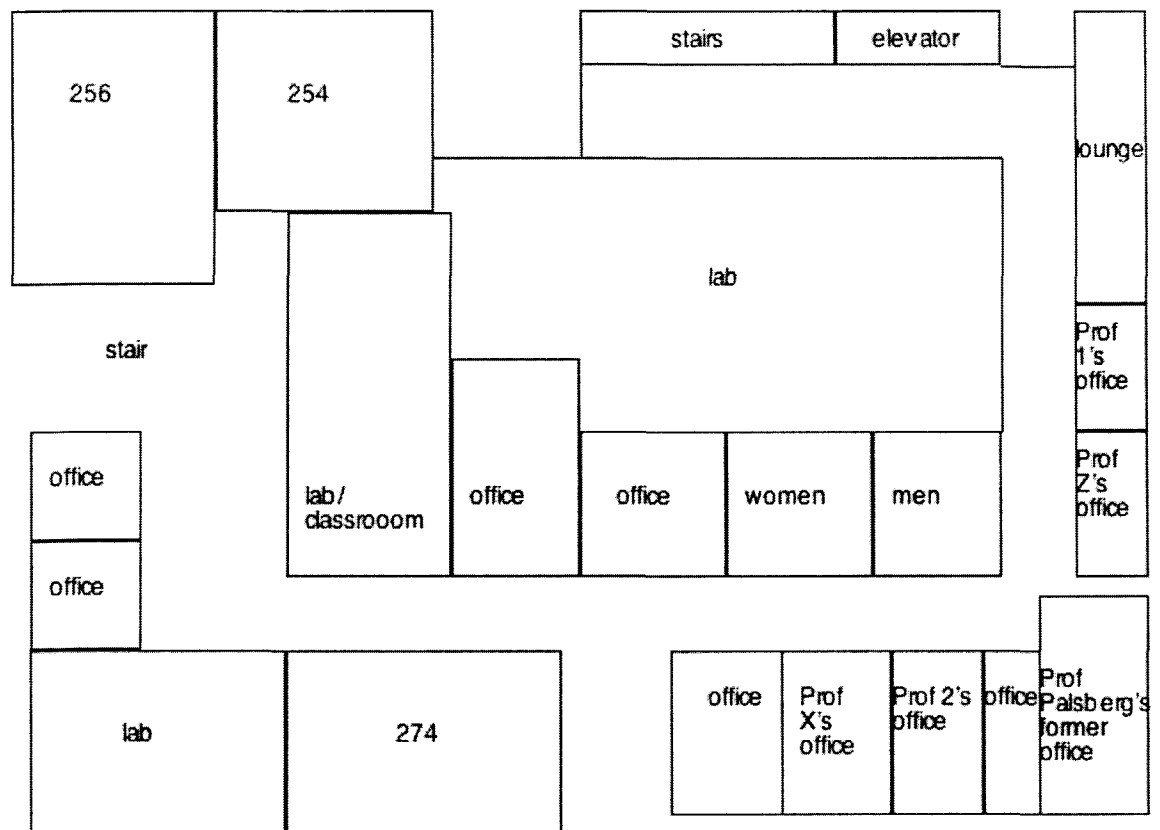 stairs
elevator
256
254
lounge
lab
Prof
1's
office
stair
office
lab/
classrooom
office
office
women
men
Prof
Z's
office
office
office
Prof
X's
office
Prof 2's
office
office
Prof
Palsberg's
former
office
lab
274